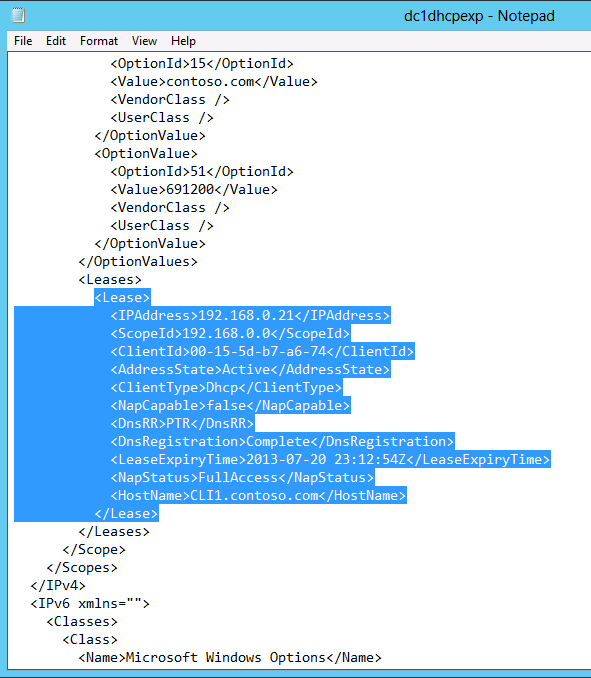 dc1dhcpexp - Notepad
File Edit Format View Help
<OptionId>15</OptionId>
<Value>contoso.com</Value>
<VendorClass />
<UserClass />
</OptionValue>
<OptionValue>
<OptionId>51</OptionId>
<Value>691200</Value>
<VendorClass />
<UserClass />
</OptionValue>
</OptionValues>
<Leases>
<Lease>
<IPAddress>192.168.0.21</IPAddress>
<ScopeId>192.168.0.0</ScopeId>
<ClientId>00-15-5d-b7-a6-74</ClientId>
<AddressState>Active</AddressState>
<ClientType>Dhcp</ClientType>
<NapCapable>false</NapCapable>
<DnsRR>PTR</DnsRR>
<DnsRegistration>Complete</DnsRegistration>
<LeaseExpiryTime>2013-07-20 23:12:54Z</LeaseExpiryTime>
<NapStatus>FullAccess</NapStatus>
<HostName>CLI1.contoso.com</HostName>
</Lease>
</Leases>
</Scope>
</Scopes>
</IPv4>
<IPv6 xmlns="">
<Classes>
<Class>
<Name>Microsoft Windows Options</Name>